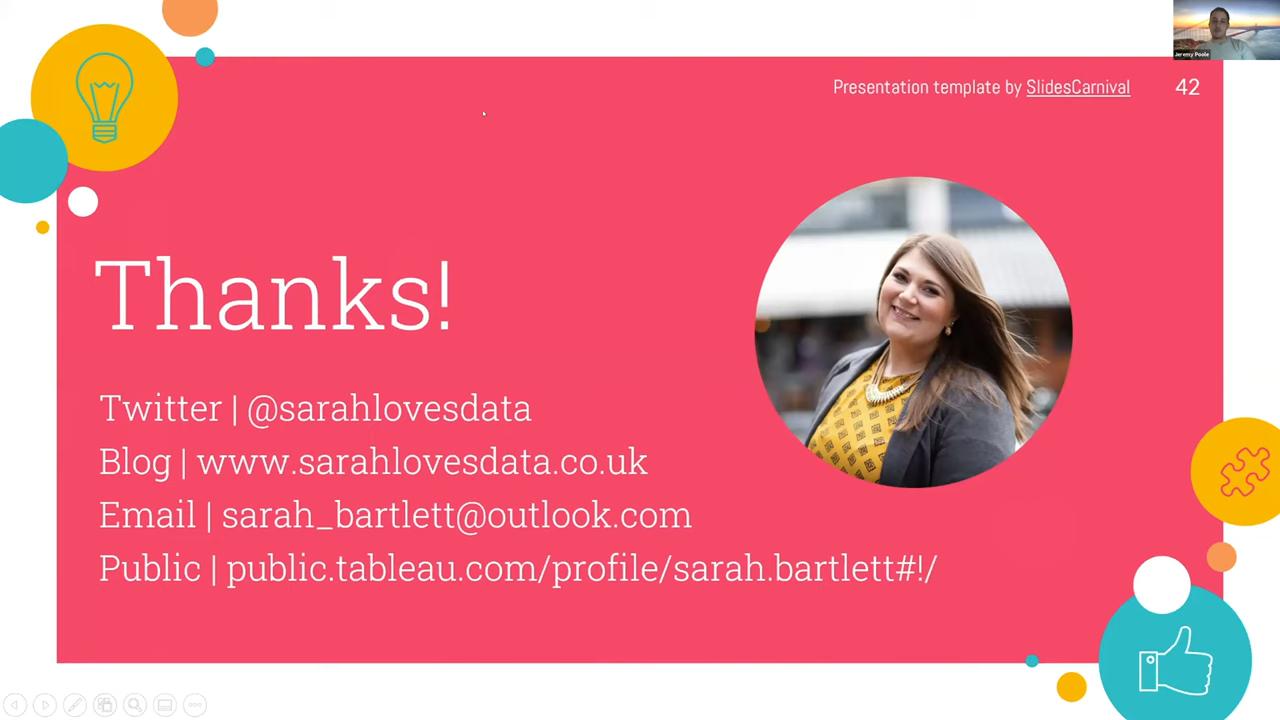 Jeremy Poole
Presentation template by SlidesCarnival
42
Thanks!
Twitter | @sarahlovesdata
Blog | www.sarahlovesdata.co.uk
Email | sarah_bartlett@outlook.com
Public | public.tableau.com/profile/sarah.bartlett#!/